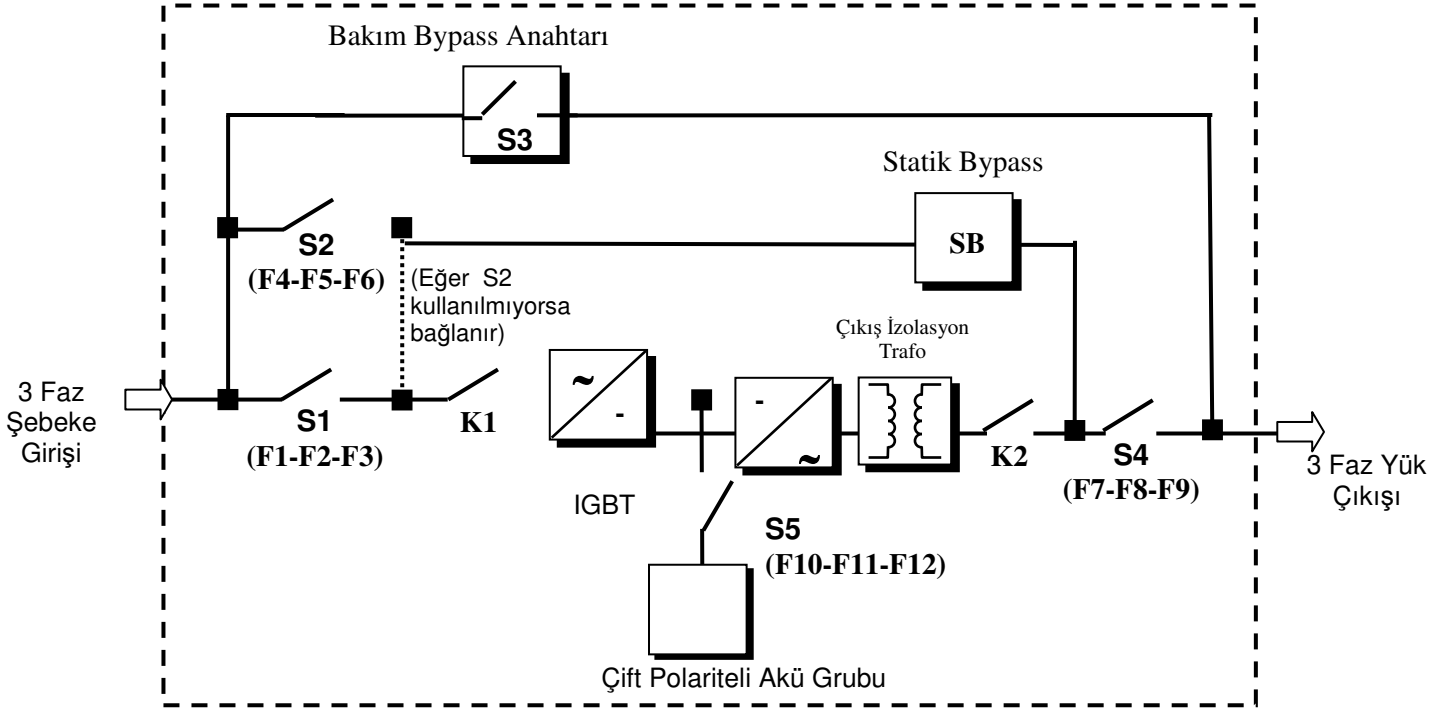 Bakım Bypass Anahtarı
S3
Statik Bypass
SB
S2
(F4-F5-F6)
(Eğer S2
kullanılmıyorsa
bağlanır)
Çıkış İzolasyon
Trafo
3 Faz
Şebeke
Girişi
S1
(F1-F2-F3)
K1
~
-
IGBT
-
~
K2
S4
(F7-F8-F9)
3 Faz Yük
Çıkışı
S5
(F10-F11-F12)
Çift Polariteli Akü Grubu